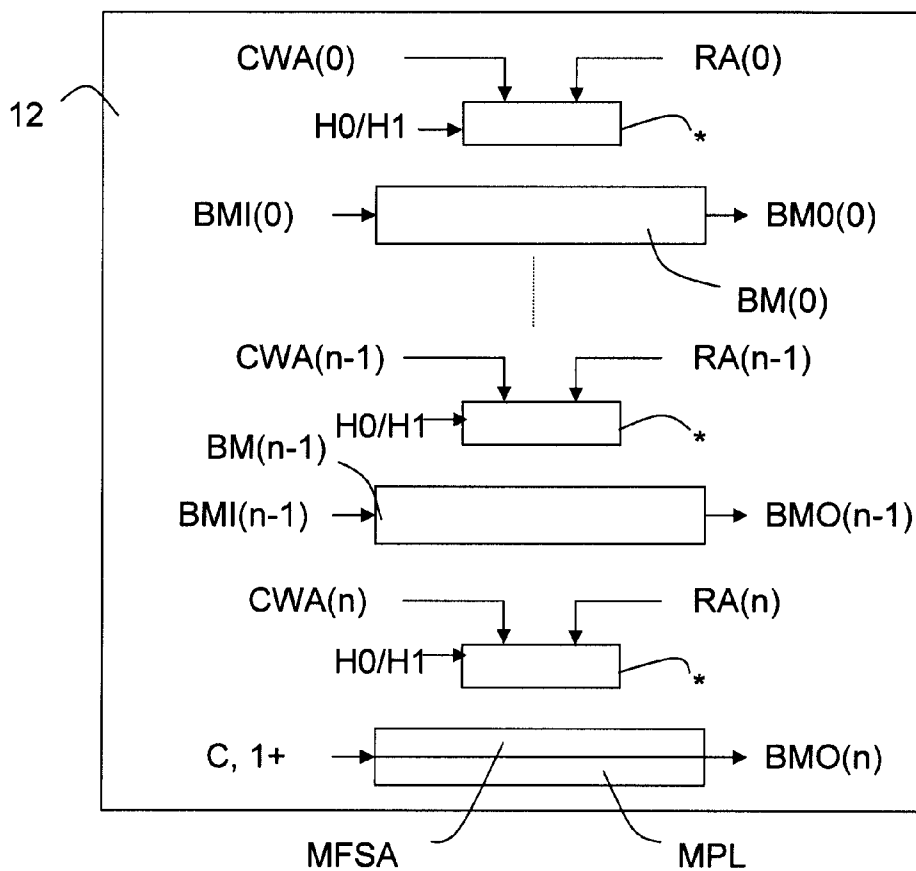 CWA(0) RA(0)
12
H0/H1 *
BMI(0) BM0(0)
BM(0)
CWA(n-1) RA(n-1)
H0/H1 *
BM(n-1)
BMI(n-1) BMO(n-1)
CWA(n) RA(n)
H0/H1 *
C, 1+ BMO(n)
MFSA MPL